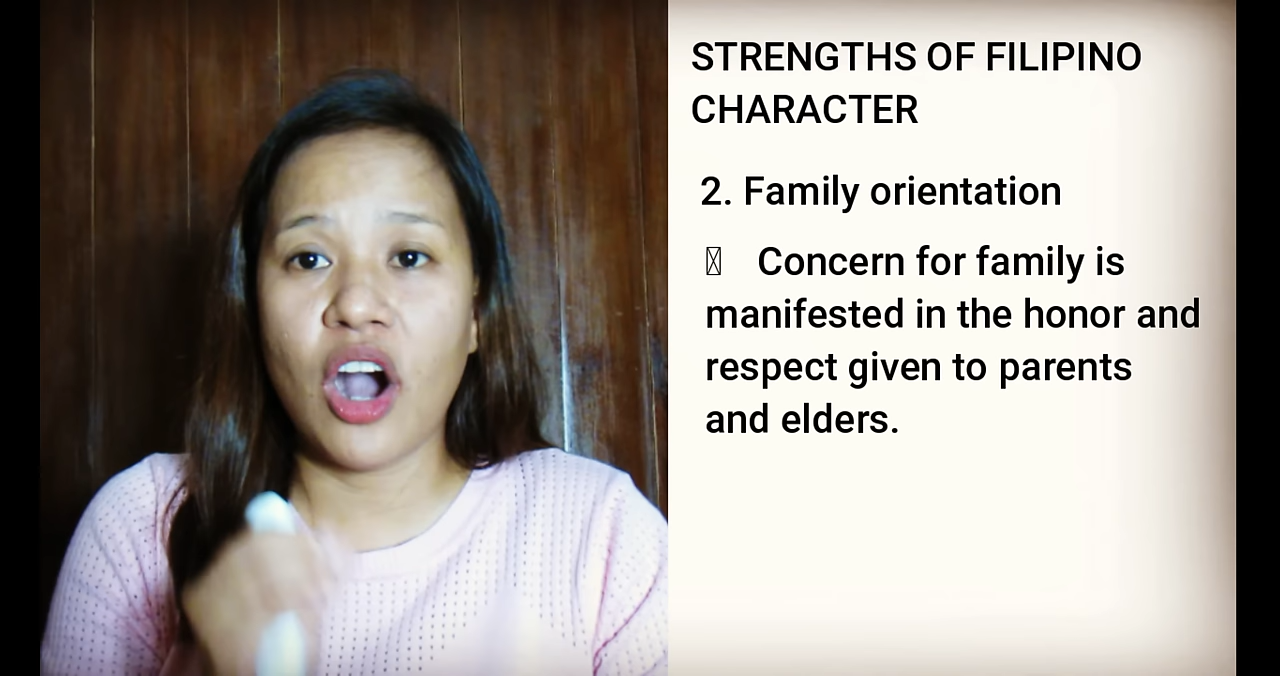 STRENGTHS OF FILIPINO
CHARACTER
2. Family orientation
Concern for family is
manifested in the honor and
respect given to parents
and elders.